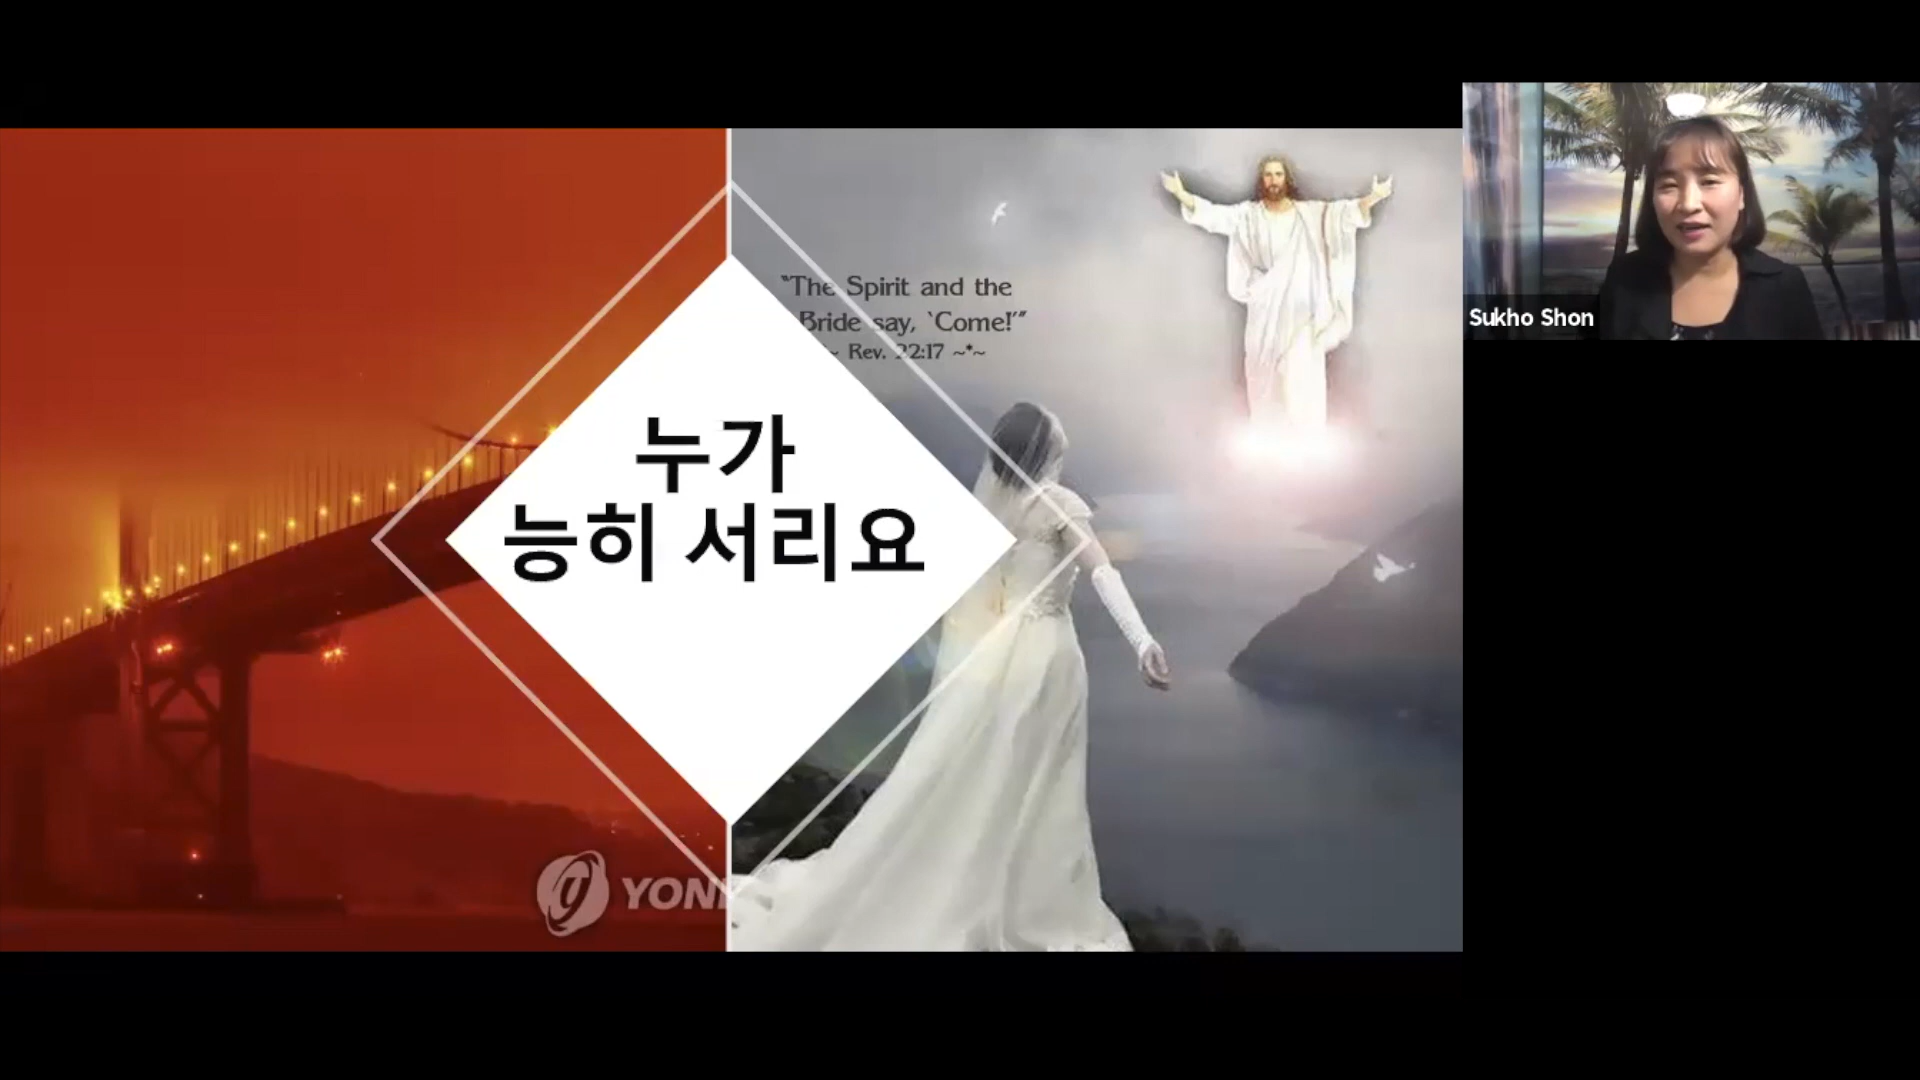 누가
능히 서리요
"The Spirit and the
Bride say, 'Come!'"
~ Rev. 22:17 ~*~
YON
Sukho Shon